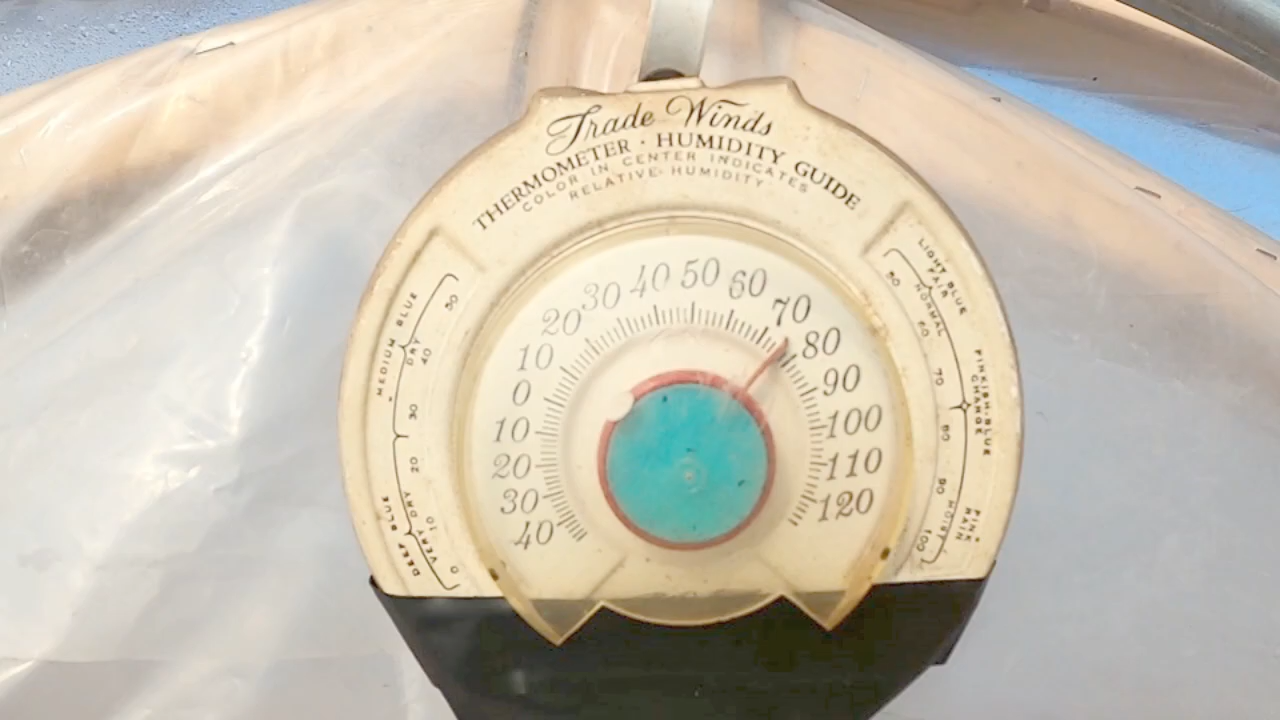 Trade Winds
THERMOMETER · HUMIDITY GUIDE
COLOR IN CENTER INDICATES
RELATIVE HUMIDITY
40 30 20 10 0 10 20 30 40 50 60 70 80 90 100 110 120
DEEP BLUE
MEDIUM BLUE
VERY DRY
DRY
0 10 20 30 40 50
LIGHT BLUE
FAIR
NORMAL
PINKISH-BLUE
CHANGE
PINK
RAIN
MOIST
50 60 70 80 90 100